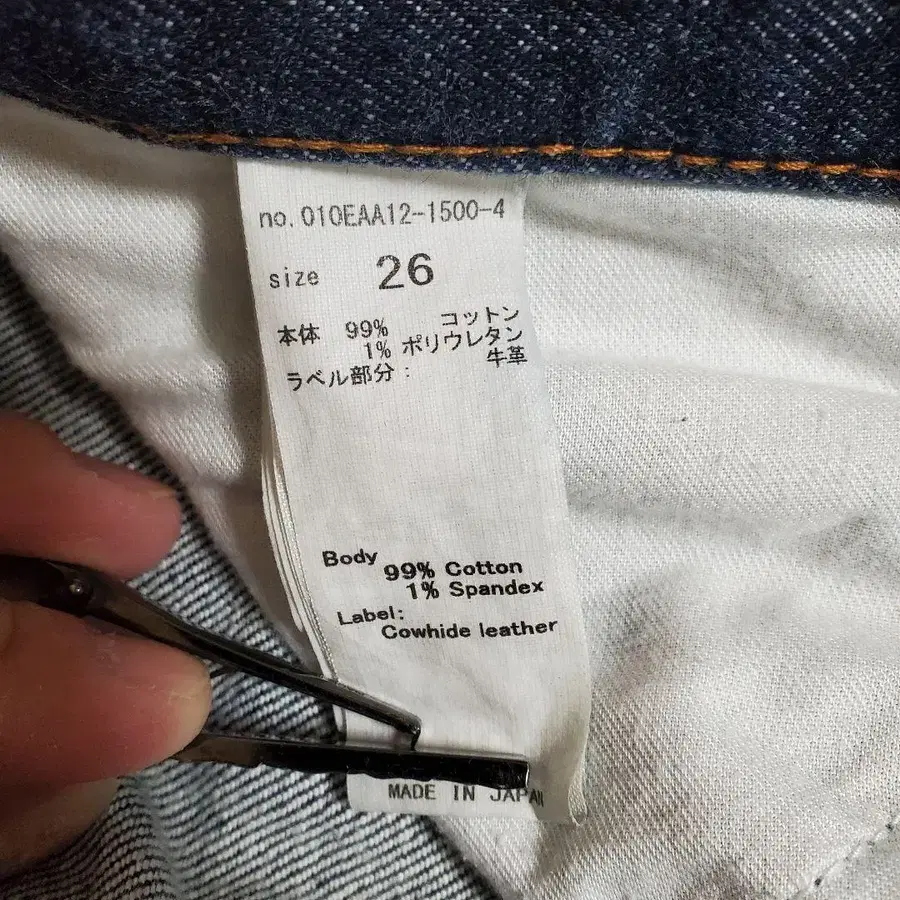 no.010EAA12-1500-4
size 26
本体 99% コットン
1% ポリウレタン
ラベル部分: 牛革
Body
99% Cotton
1% Spandex
Label:
Cowhide leather
MADE IN JAPAN